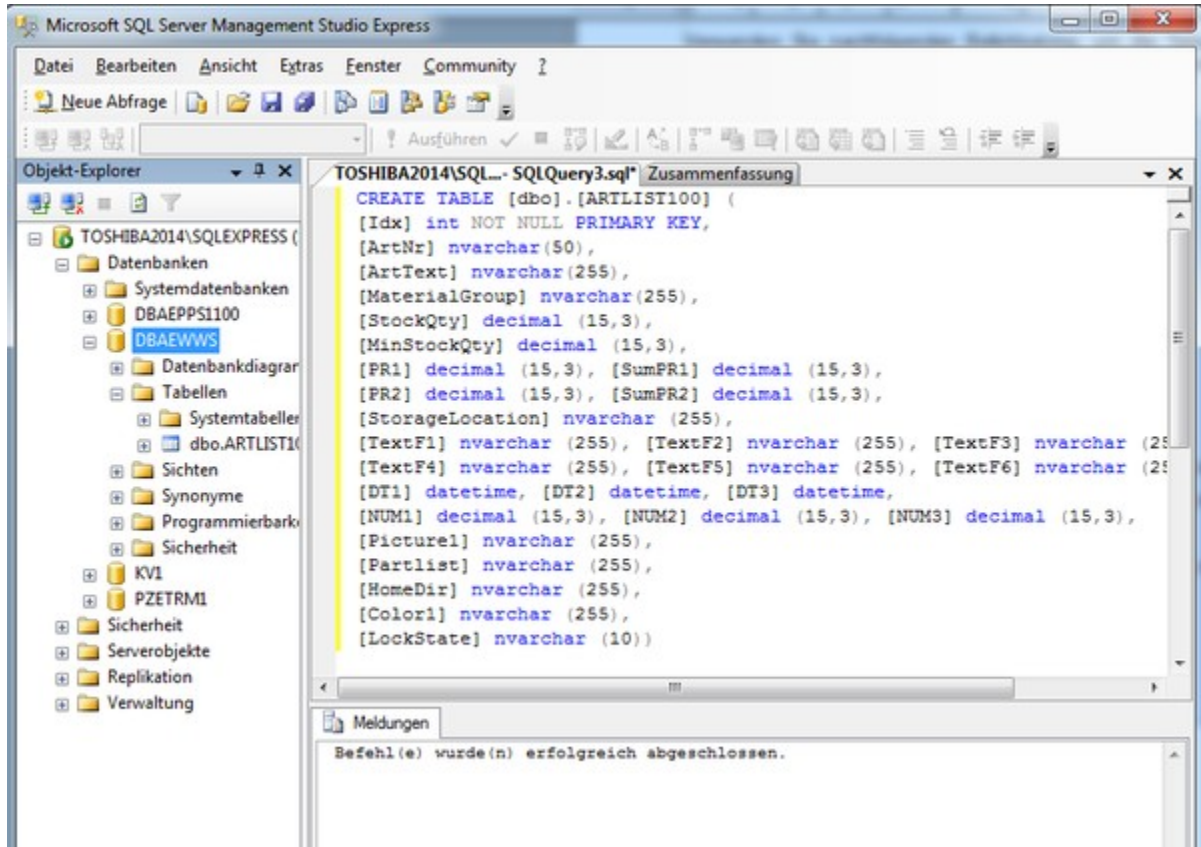 Microsoft SQL Server Management Studio Express
Datei Bearbeiten Ansicht Extras Fenster Community ?
Neue Abfrage
Ausführen
Objekt-Explorer
TOSHIBA2014\SQLEXPRESS (
Datenbanken
Systemdatenbanken
DBAEPPS1100
DBAEWWS
Datenbankdiagrar
Tabellen
Systemtabeller
dbo.ARTLIST10
Sichten
Synonyme
Programmierbark
Sicherheit
KV1
PZETRM1
Sicherheit
Serverobjekte
Replikation
Verwaltung
TOSHIBA2014\SQL...- SQLQuery3.sql* Zusammenfassung
CREATE TABLE [dbo].[ARTLIST100] (
[Idx] int NOT NULL PRIMARY KEY,
[ArtNr] nvarchar(50),
[ArtText] nvarchar(255),
[MaterialGroup] nvarchar(255),
[StockQty] decimal (15,3),
[MinStockQty] decimal (15,3),
[PR1] decimal (15,3), [SumPR1] decimal (15,3),
[PR2] decimal (15,3), [SumPR2] decimal (15,3),
[StorageLocation] nvarchar (255),
[TextF1] nvarchar (255), [TextF2] nvarchar (255), [TextF3] nvarchar (25
[TextF4] nvarchar (255), [TextF5] nvarchar (255), [TextF6] nvarchar (25
[DT1] datetime, [DT2] datetime, [DT3] datetime,
[NUM1] decimal (15,3), [NUM2] decimal (15,3), [NUM3] decimal (15,3),
[Picture1] nvarchar (255),
[Partlist] nvarchar (255),
[HomeDir] nvarchar (255),
[Color1] nvarchar (255),
[LockState] nvarchar (10))
Meldungen
Befehl(e) wurde(n) erfolgreich abgeschlossen.